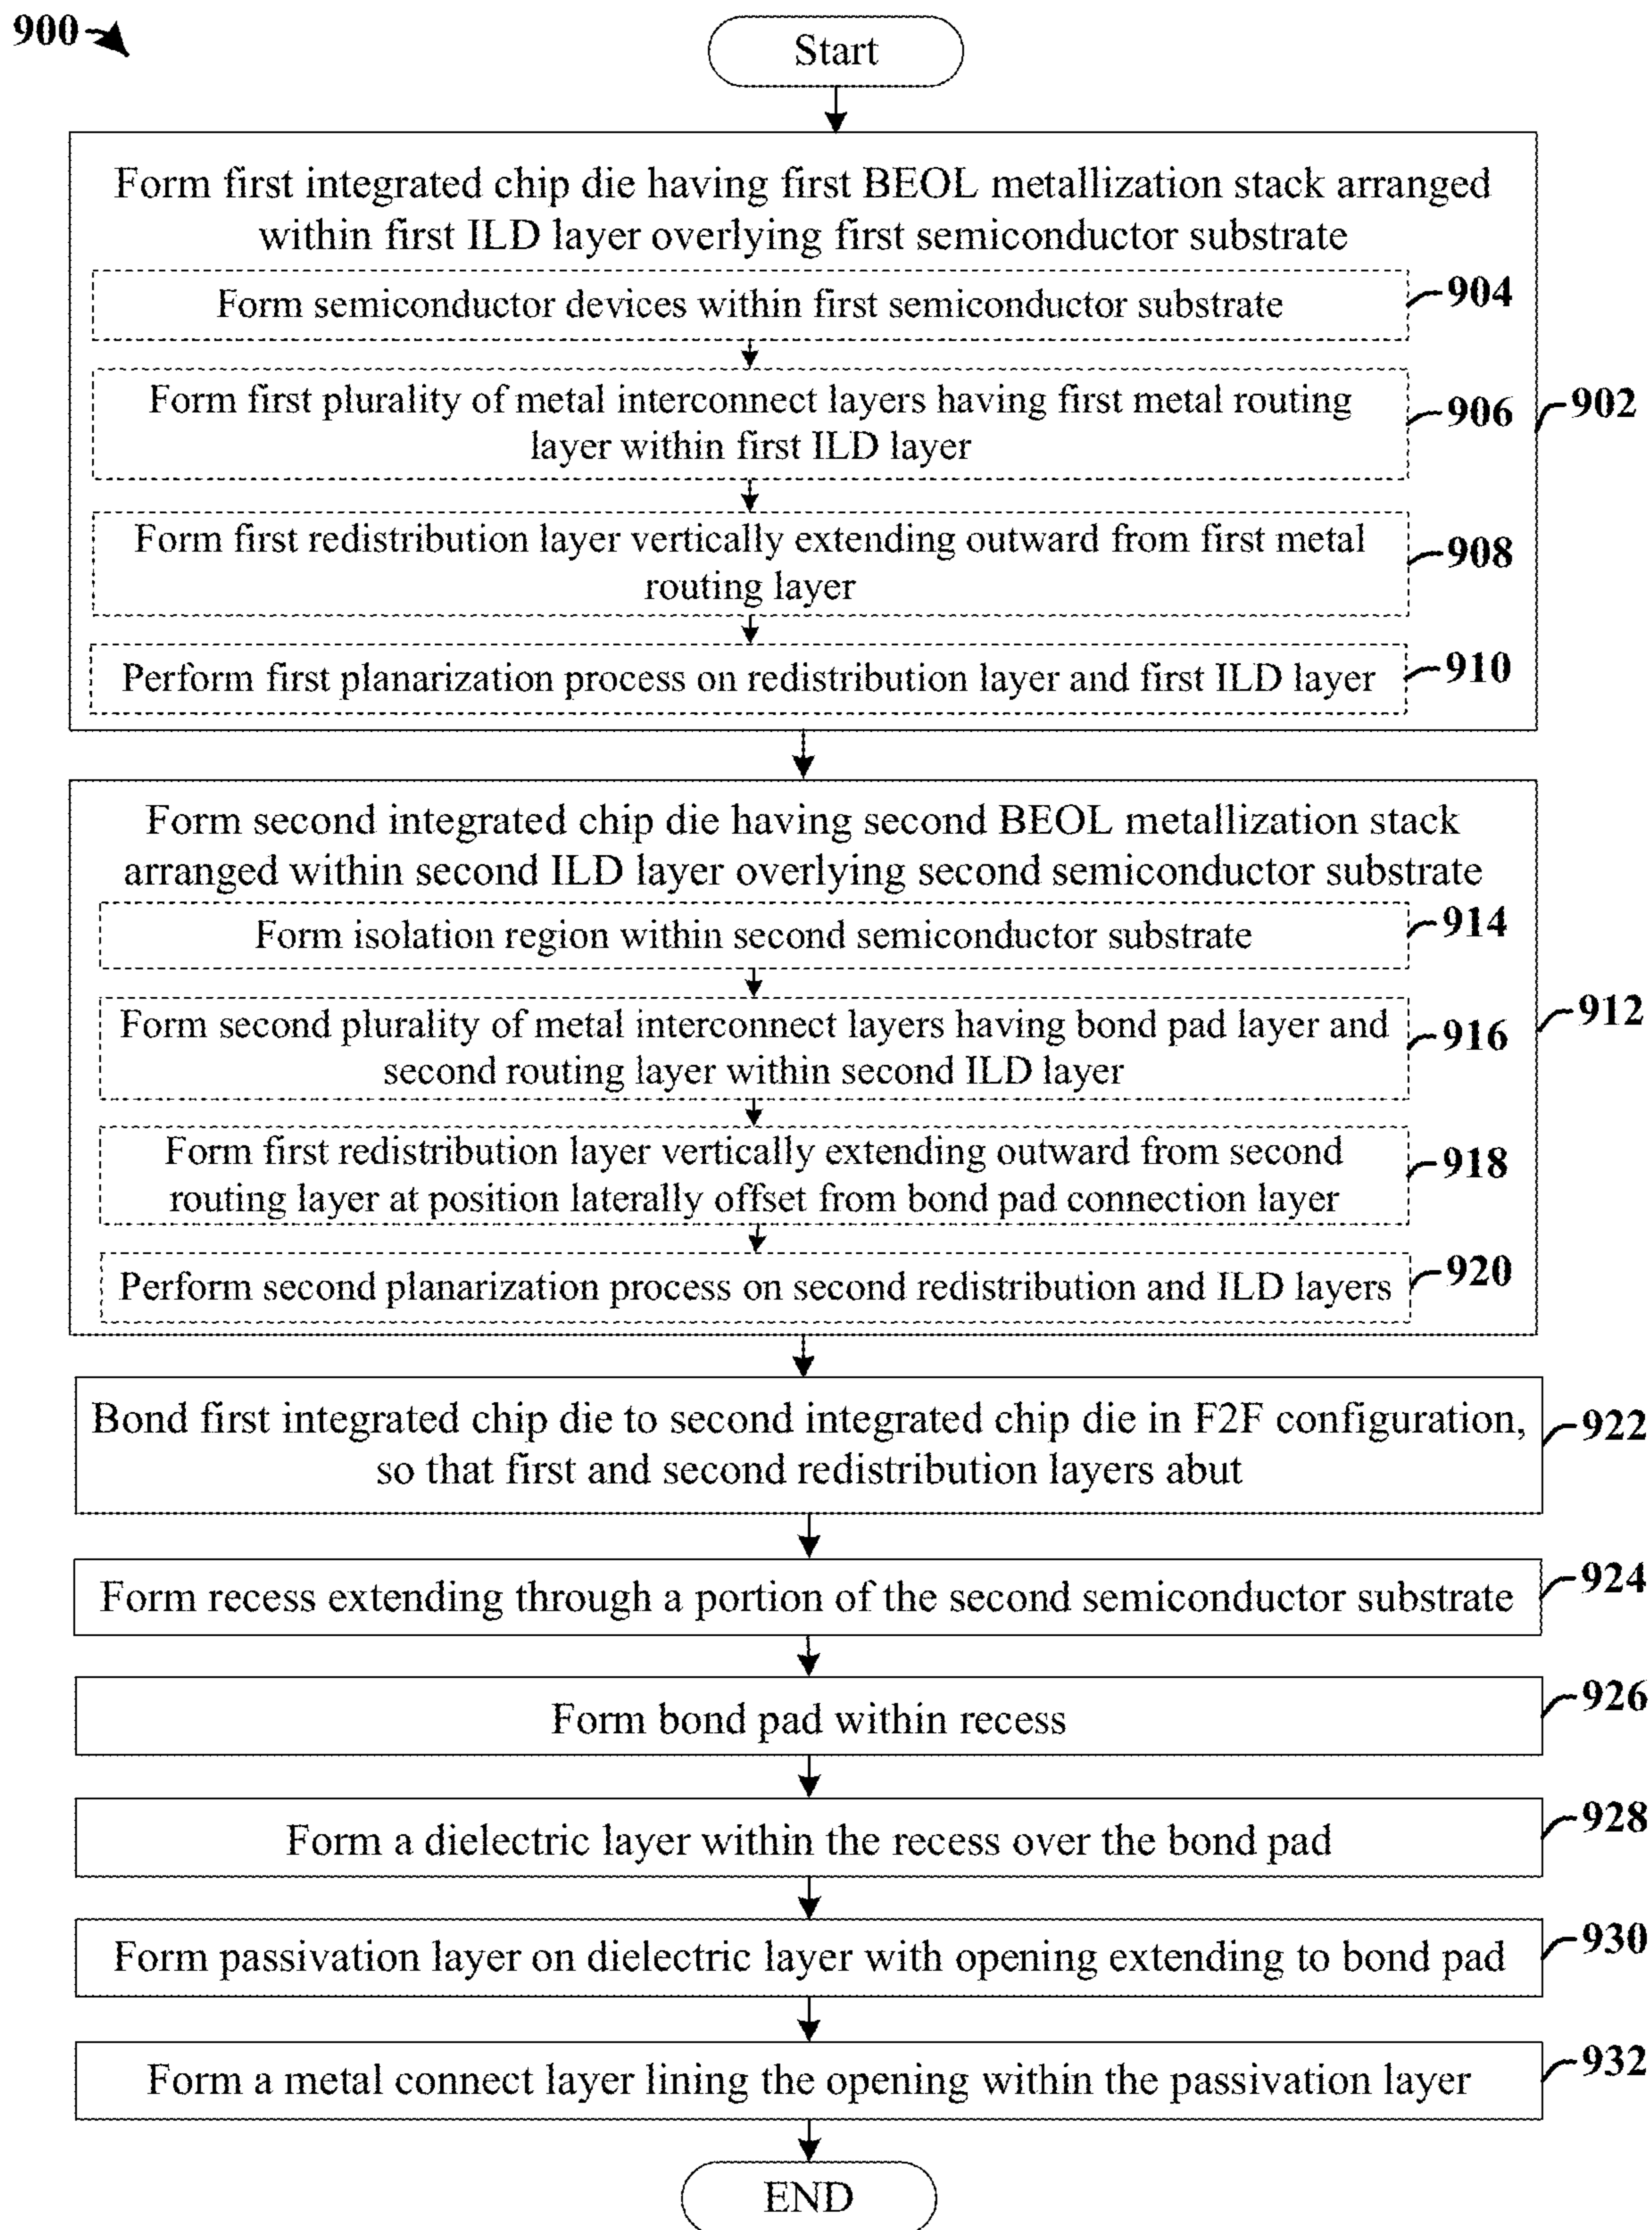 900
Start
Form first integrated chip die having first BEOL metallization stack arranged
within first ILD layer overlying first semiconductor substrate
Form semiconductor devices within first semiconductor substrate
904
Form first plurality of metal interconnect layers having first metal routing
layer within first ILD layer
906
902
Form first redistribution layer vertically extending outward from first metal
routing layer
908
Perform first planarization process on redistribution layer and first ILD layer
910
Form second integrated chip die having second BEOL metallization stack
arranged within second ILD layer overlying second semiconductor substrate
Form isolation region within second semiconductor substrate
914
Form second plurality of metal interconnect layers having bond pad layer and
second routing layer within second ILD layer
916
912
Form first redistribution layer vertically extending outward from second
routing layer at position laterally offset from bond pad connection layer
918
Perform second planarization process on second redistribution and ILD layers
920
Bond first integrated chip die to second integrated chip die in F2F configuration,
so that first and second redistribution layers abut
922
Form recess extending through a portion of the second semiconductor substrate
924
Form bond pad within recess
926
Form a dielectric layer within the recess over the bond pad
928
Form passivation layer on dielectric layer with opening extending to bond pad
930
Form a metal connect layer lining the opening within the passivation layer
932
END